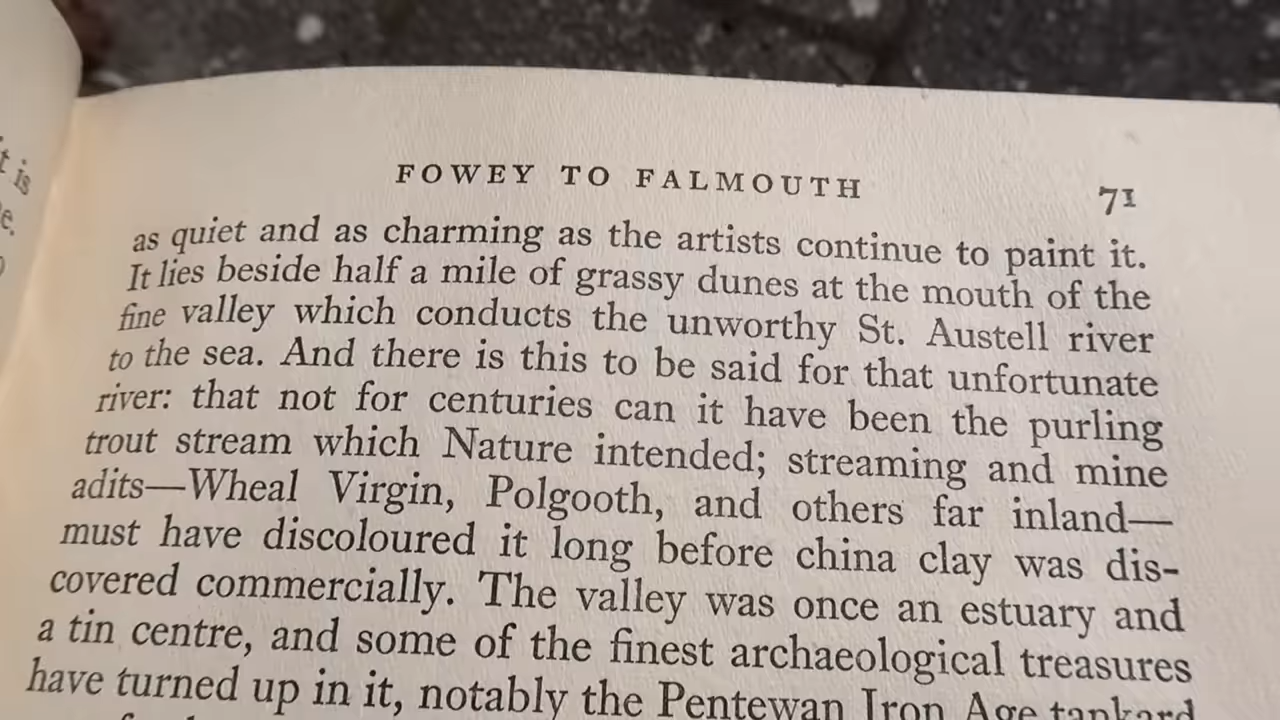 FOWEY TO FALMOUTH 71
as quiet and as charming as the artists continue to paint it.
It lies beside half a mile of grassy dunes at the mouth of the
fine valley which conducts the unworthy St. Austell river
to the sea. And there is this to be said for that unfortunate
river: that not for centuries can it have been the purling
trout stream which Nature intended; streaming and mine
adits—Wheal Virgin, Polgooth, and others far inland—
must have discoloured it long before china clay was dis-
covered commercially. The valley was once an estuary and
a tin centre, and some of the finest archaeological treasures
have turned up in it, notably the Pentewan Iron Age tankard